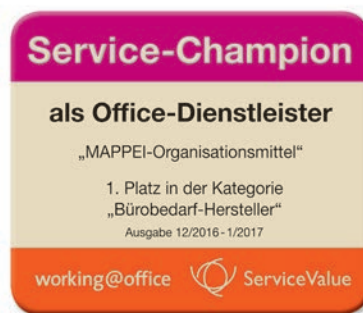 Service-Champion
als Office-Dienstleister
„MAPPEI-Organisationsmittel“
1. Platz in der Kategorie
„Bürobedarf-Hersteller“
Ausgabe 12/2016-1/2017
working@office ServiceValue